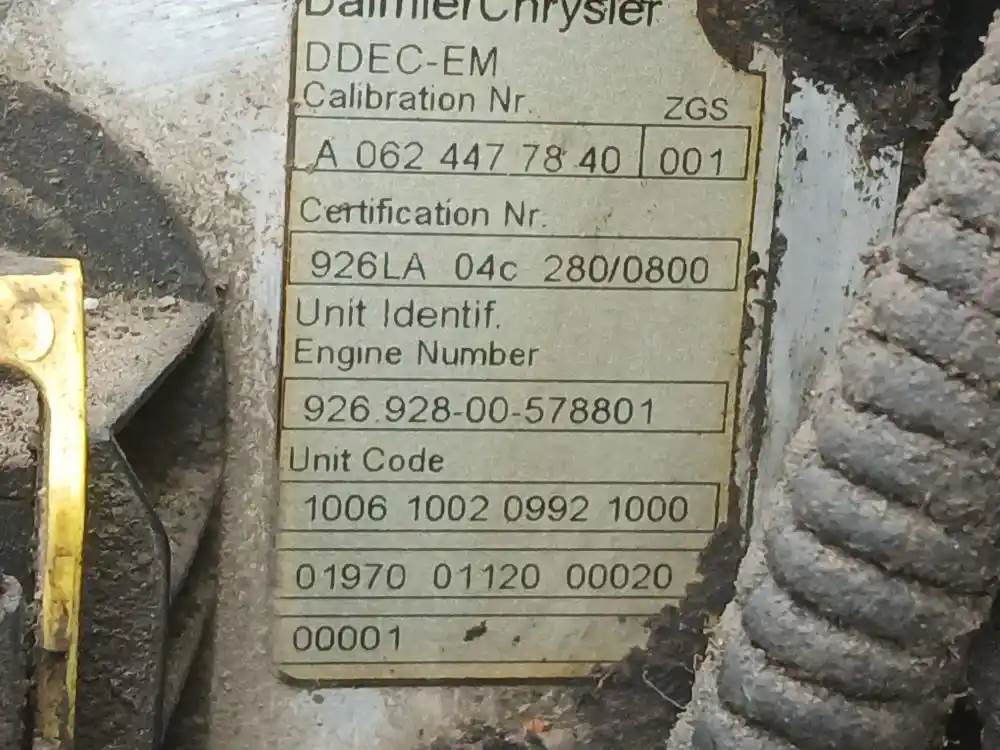 DaimlerChrysler
DDEC-EM
Calibration Nr. ZGS
A 062 447 78 40 001
Certification Nr.
926LA 04c 280/0800
Unit Identif.
Engine Number
926.928-00-578801
Unit Code
1006 1002 0992 1000
01970 01120 00020
00001